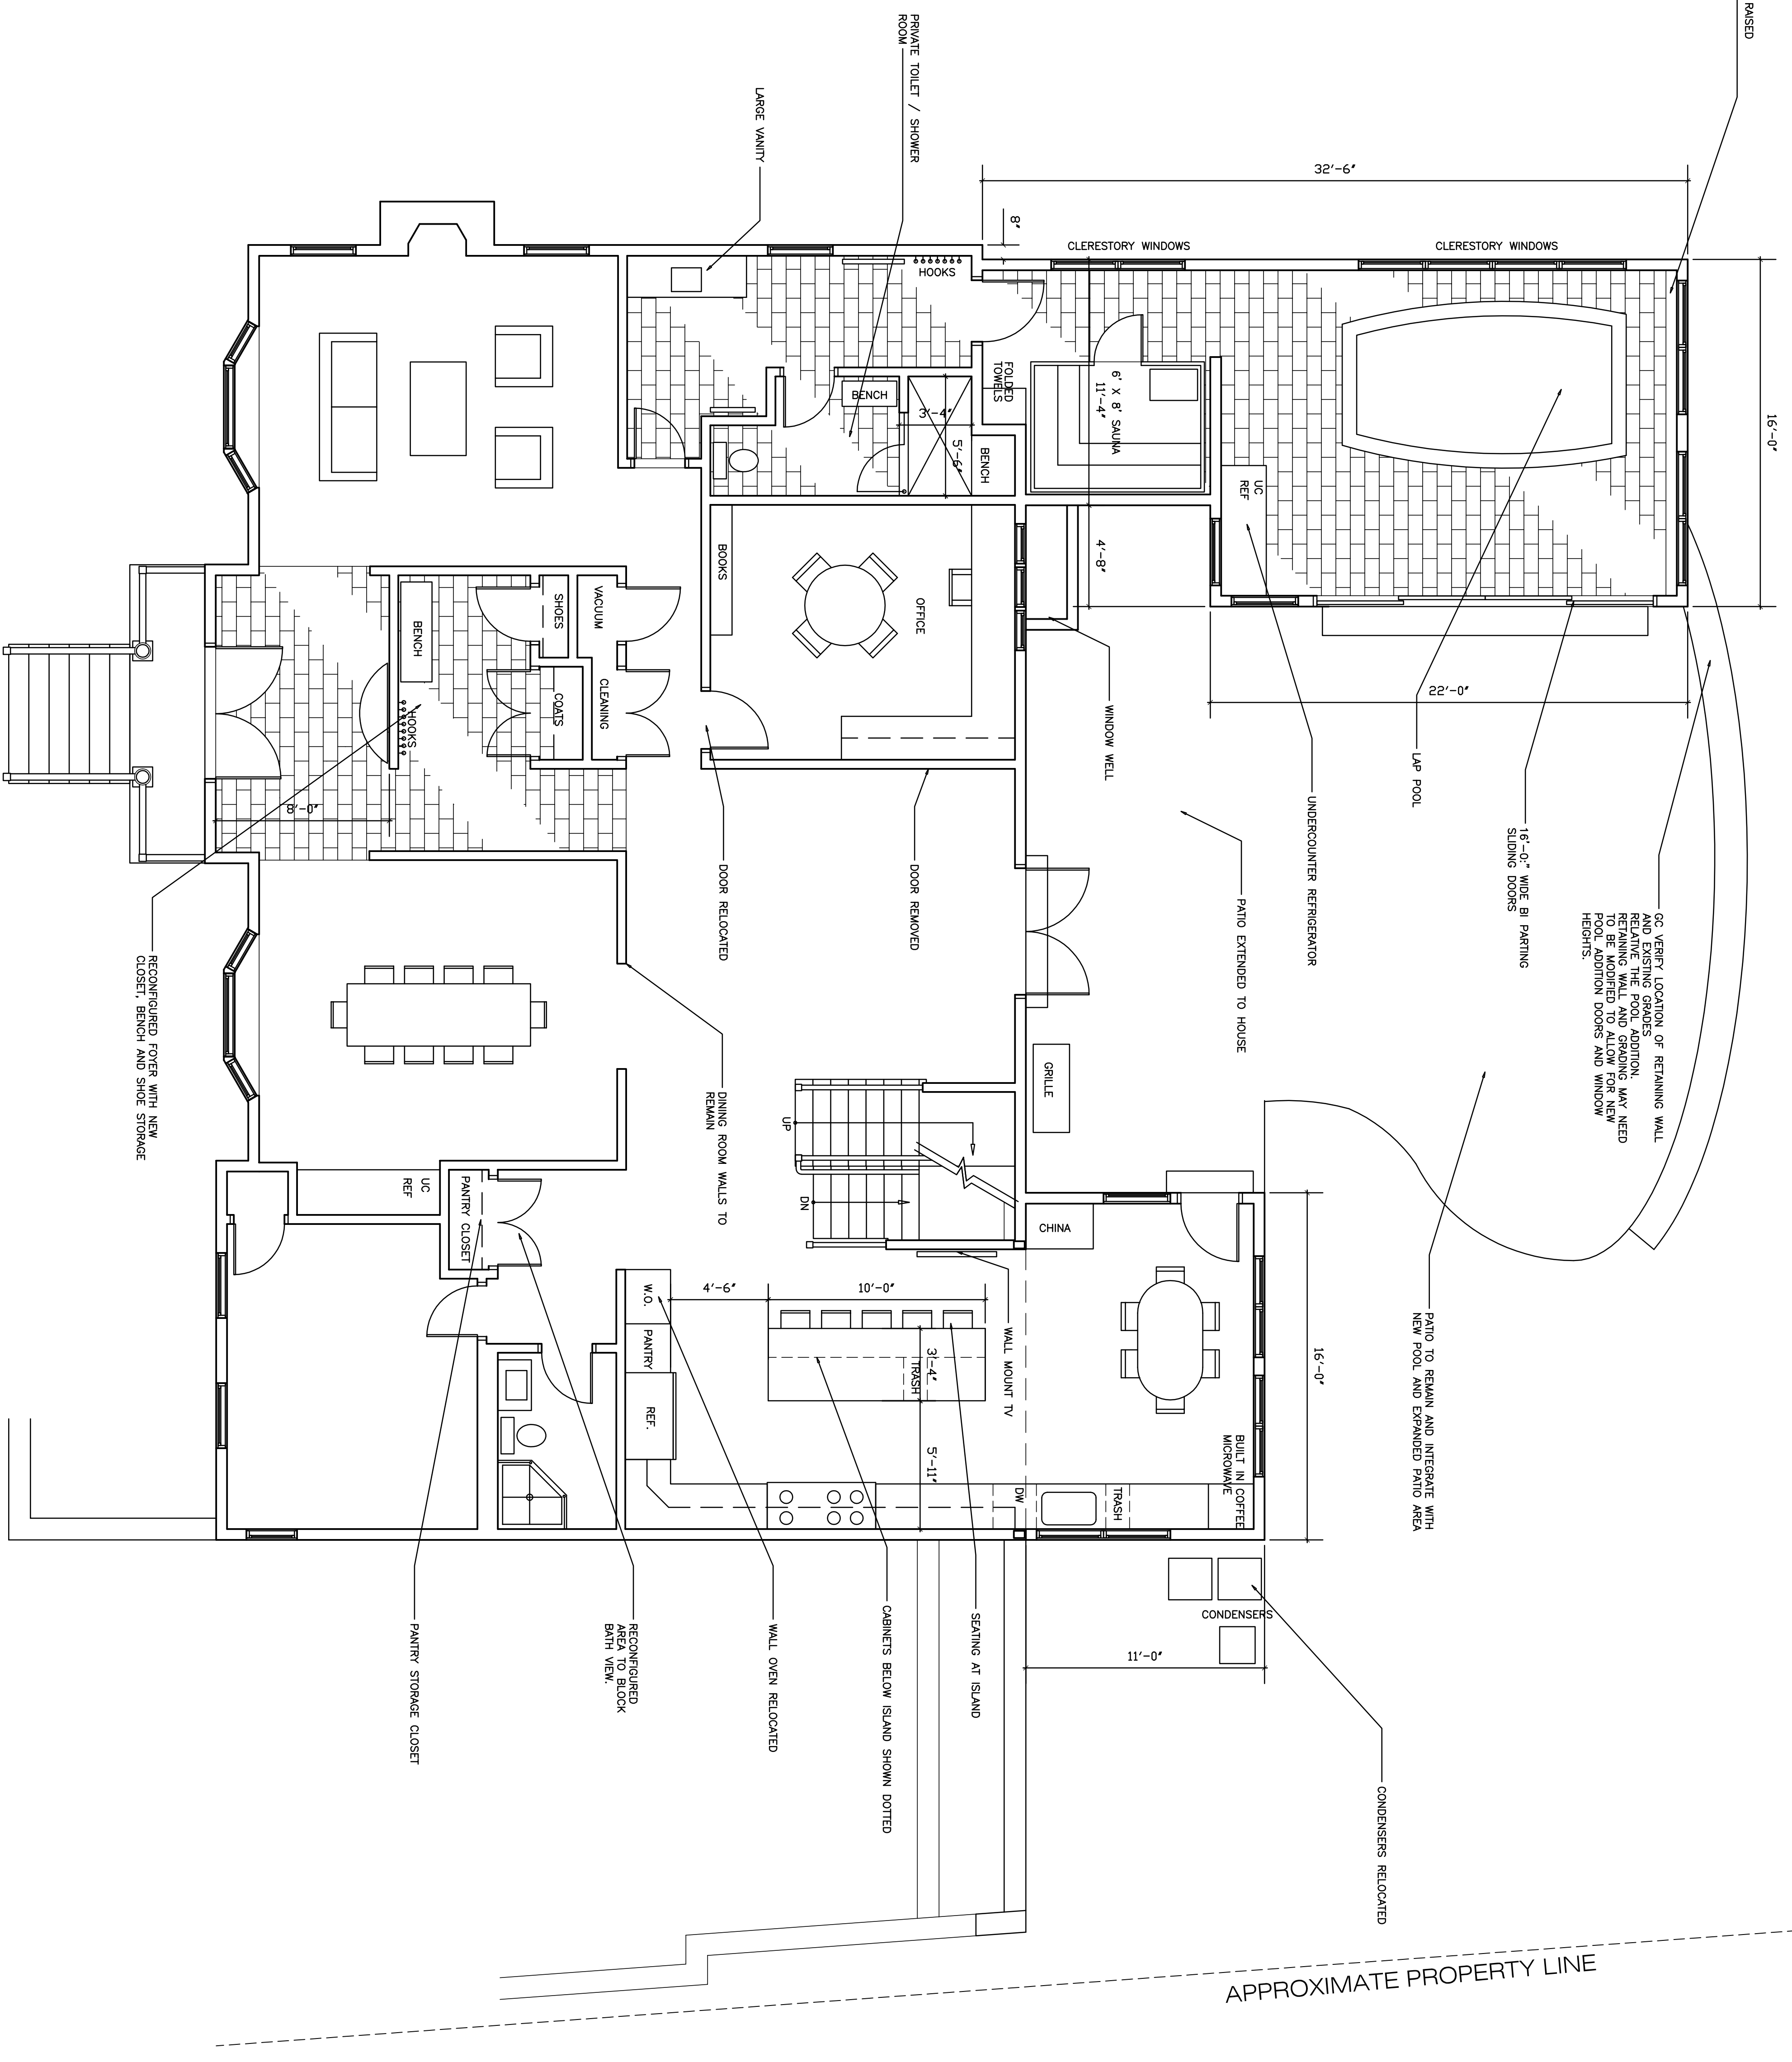 RAISED
PRIVATE TOILET / SHOWER
ROOM
LARGE VANITY
32'-6"
8"
CLERESTORY WINDOWS
CLERESTORY WINDOWS
16'-0"
HOOKS
FOLDED
TOWELS
6' X 8' SAUNA
11'-4"
BENCH
3'-4"
5'-6"
BENCH
UC
REF
4'-8"
22'-0"
BOOKS
OFFICE
SHOES
VACUUM
BENCH
HOOKS
COATS
CLEANING
8'-0"
WINDOW WELL
LAP POOL
UNDERCOUNTER REFRIGERATOR
16'-0:" WIDE BI PARTING
SLIDING DOORS
GC VERIFY LOCATION OF RETAINING WALL
AND EXISTING GRADES
RELATIVE THE POOL ADDITION.
RETAINING WALL AND GRADING MAY NEED
TO BE MODIFIED TO ALLOW FOR NEW
POOL ADDITION DOORS AND WINDOW
HEIGHTS.
DOOR RELOCATED
DOOR REMOVED
PATIO EXTENDED TO HOUSE
RECONFIGURED FOYER WITH NEW
CLOSET, BENCH AND SHOE STORAGE
DINING ROOM WALLS TO
REMAIN
GRILLE
UP
DN
UC
REF
PANTRY CLOSET
CHINA
W.O.
PANTRY
REF.
4'-6"
10'-0"
3'-4"
TRASH
5'-11"
WALL MOUNT TV
16'-0"
PATIO TO REMAIN AND INTEGRATE WITH
NEW POOL AND EXPANDED PATIO AREA
BUILT IN COFFEE
MICROWAVE
DW
TRASH
CONDENSERS
11'-0"
SEATING AT ISLAND
CABINETS BELOW ISLAND SHOWN DOTTED
WALL OVEN RELOCATED
RECONFIGURED
AREA TO BLOCK
BATH VIEW.
PANTRY STORAGE CLOSET
CONDENSERS RELOCATED
APPROXIMATE PROPERTY LINE